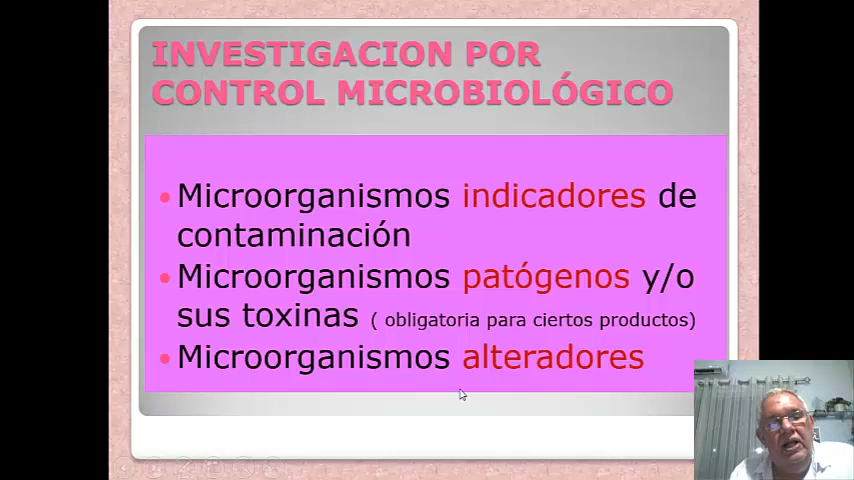 INVESTIGACION POR
CONTROL MICROBIOLÓGICO
• Microorganismos indicadores de
contaminación
• Microorganismos patógenos y/o
sus toxinas ( obligatoria para ciertos productos)
• Microorganismos alteradores